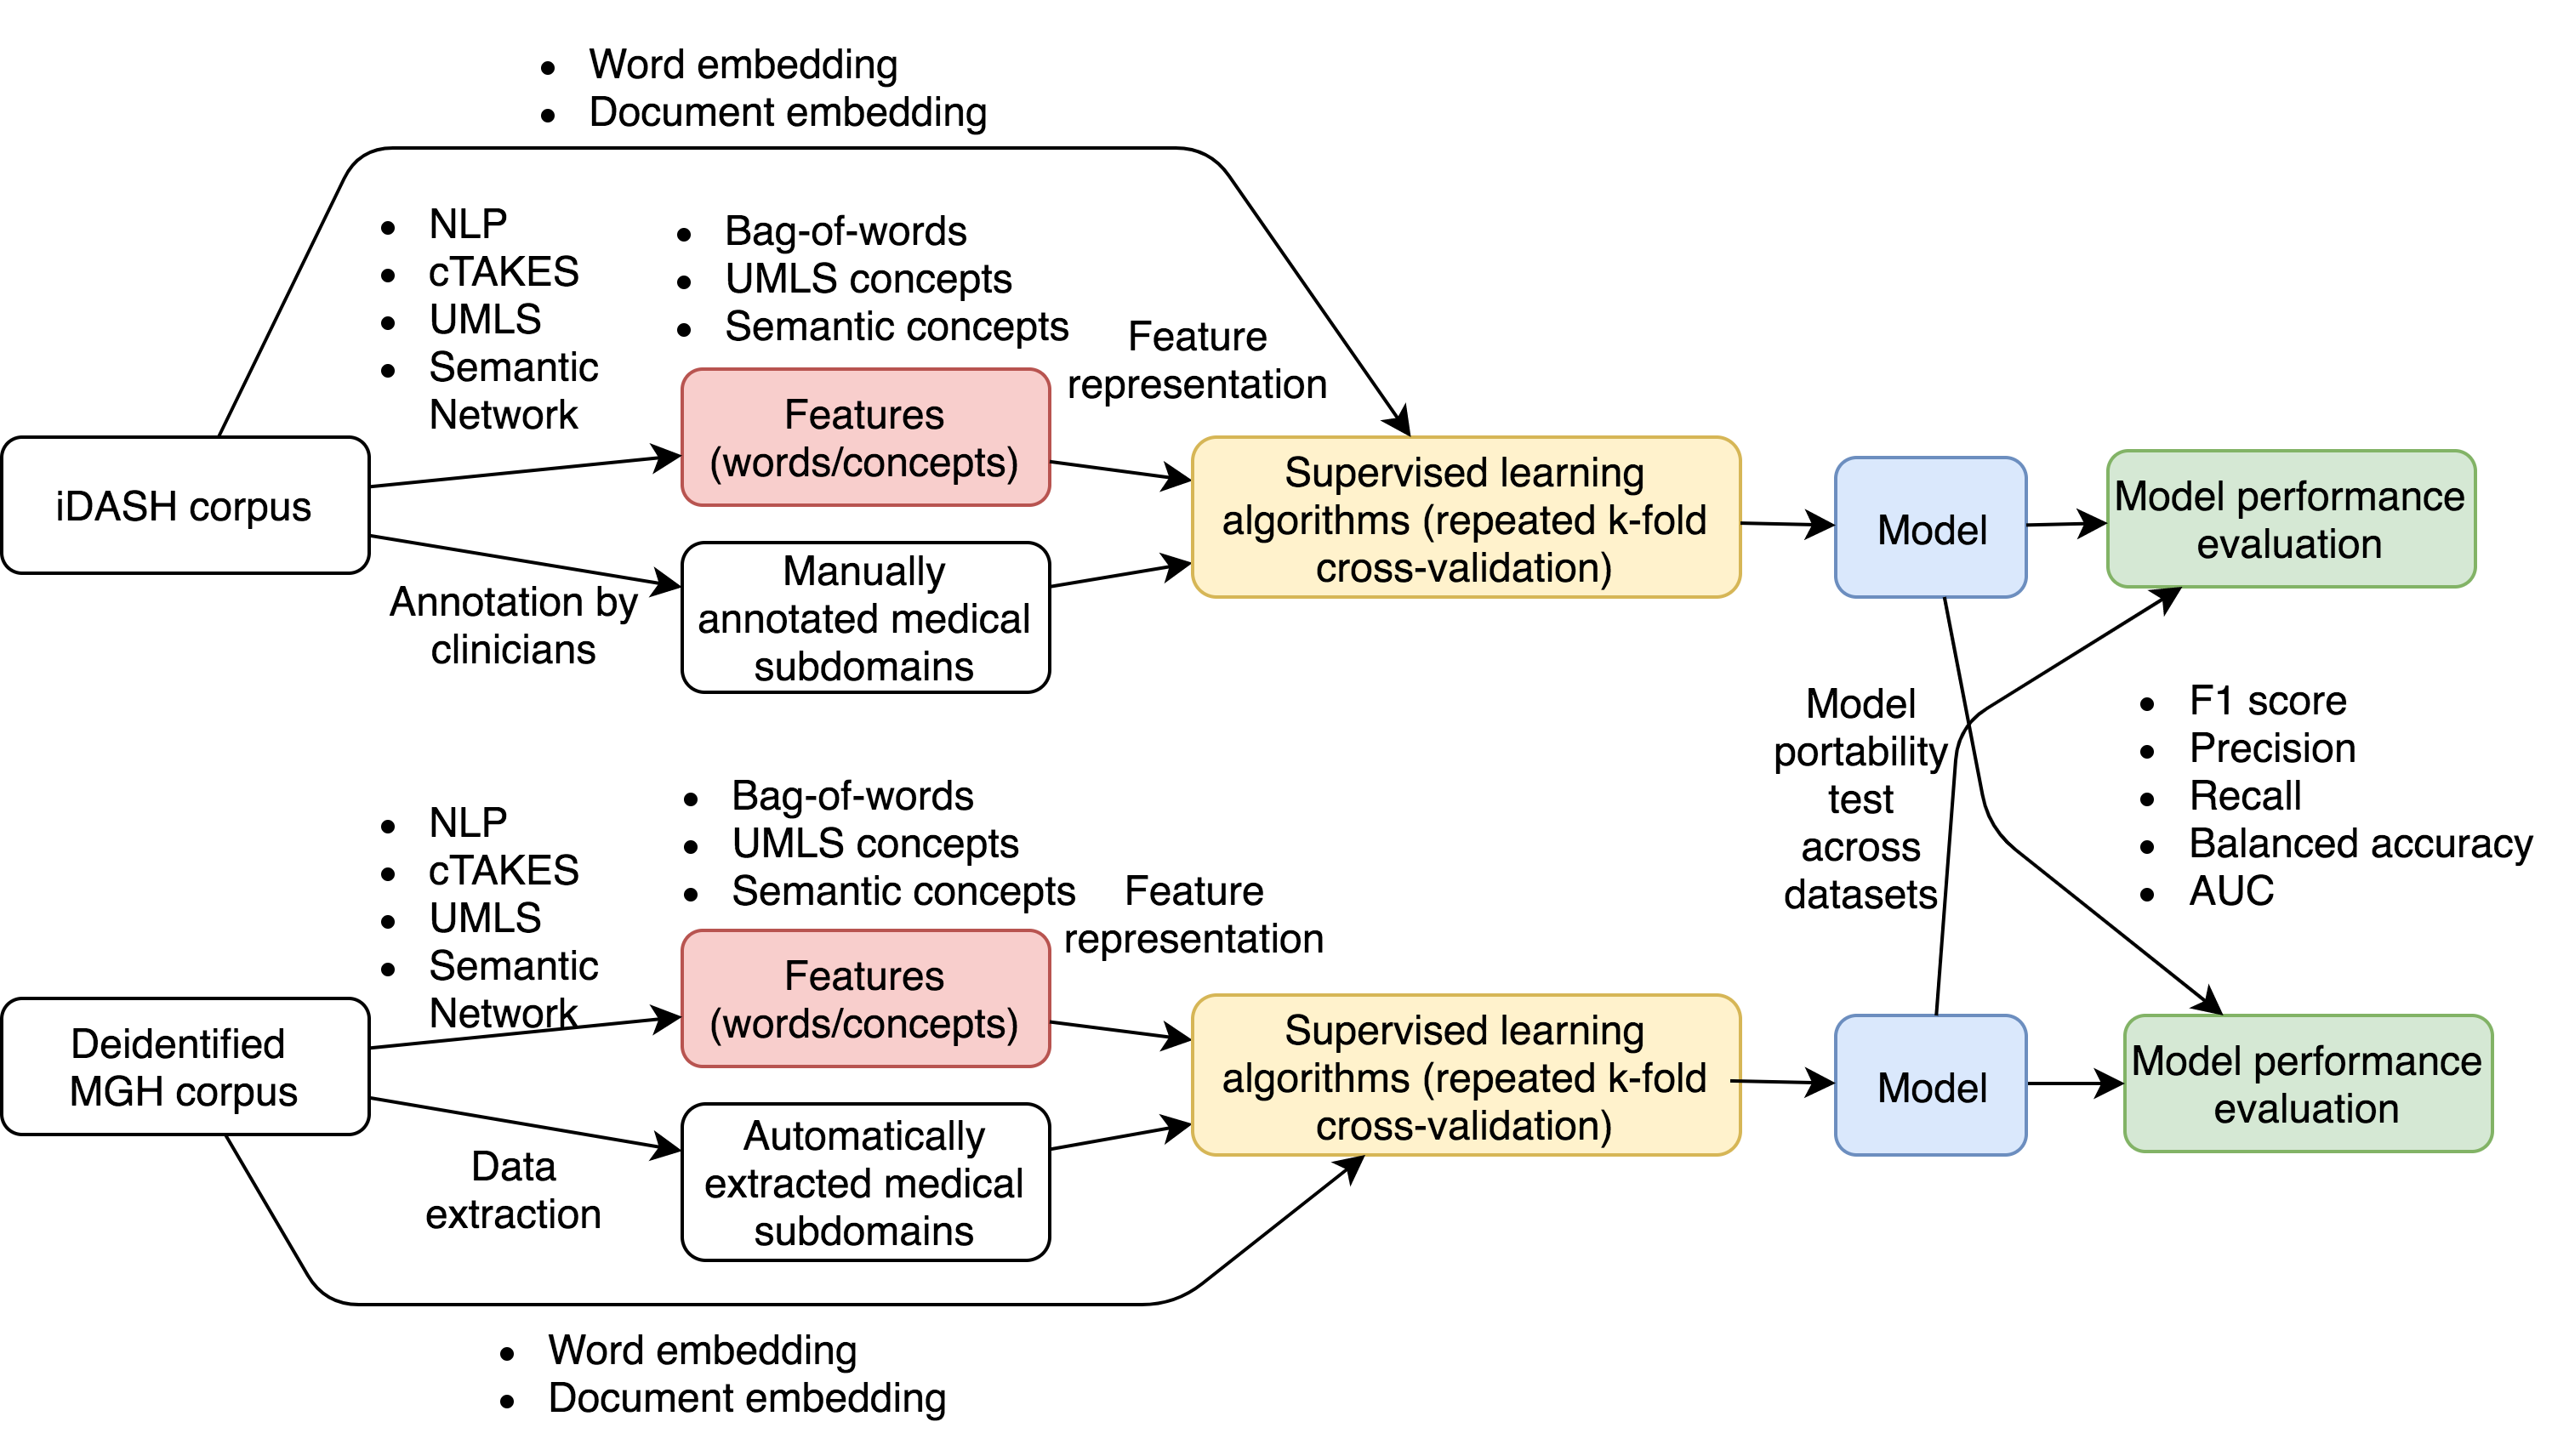 Word embedding
Document embedding
NLP
cTAKES
UMLS
Semantic
Network
Bag-of-words
UMLS concepts
Semantic concepts
Feature
representation
iDASH corpus
Features
(words/concepts)
Annotation by
clinicians
Manually
annotated medical
subdomains
Supervised learning
algorithms (repeated k-fold
cross-validation)
Model
Model performance
evaluation
Model
portability
test
across
datasets
F1 score
Precision
Recall
Balanced accuracy
AUC
NLP
cTAKES
UMLS
Semantic
Network
Bag-of-words
UMLS concepts
Semantic concepts
Feature
representation
Deidentified
MGH corpus
Features
(words/concepts)
Data
extraction
Automatically
extracted medical
subdomains
Supervised learning
algorithms (repeated k-fold
cross-validation)
Model
Model performance
evaluation
Word embedding
Document embedding